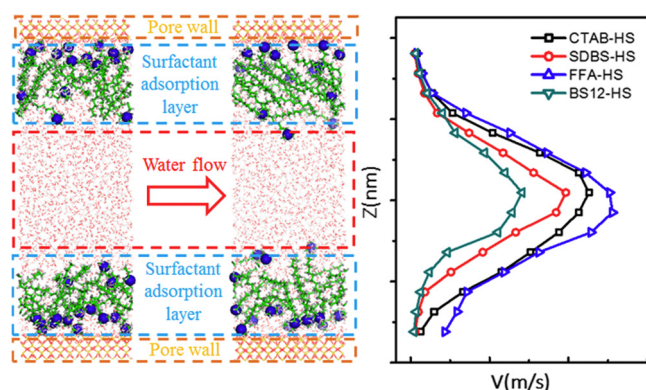 Pore wall
Surfactant
adsorption
layer
Water flow
Surfactant
adsorption
layer
Pore wall
CTAB-HS
SDBS-HS
FFA-HS
BS12-HS
Z(nm)
V(m/s)